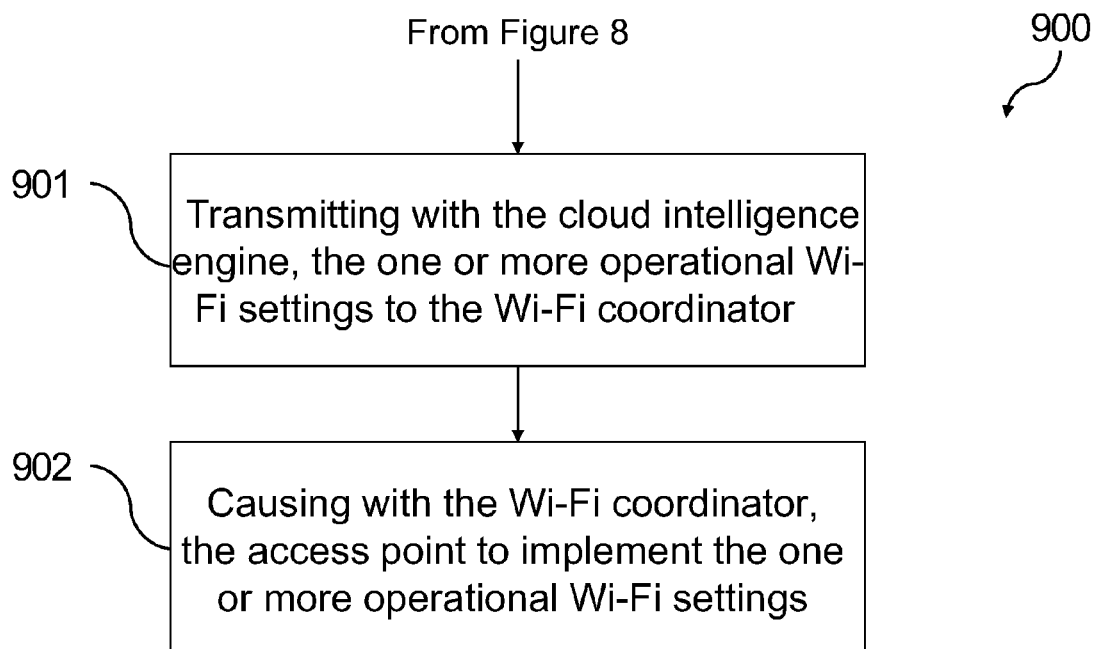 From Figure 8
900
901
Transmitting with the cloud intelligence
engine, the one or more operational Wi-
Fi settings to the Wi-Fi coordinator
902
Causing with the Wi-Fi coordinator,
the access point to implement the one
or more operational Wi-Fi settings